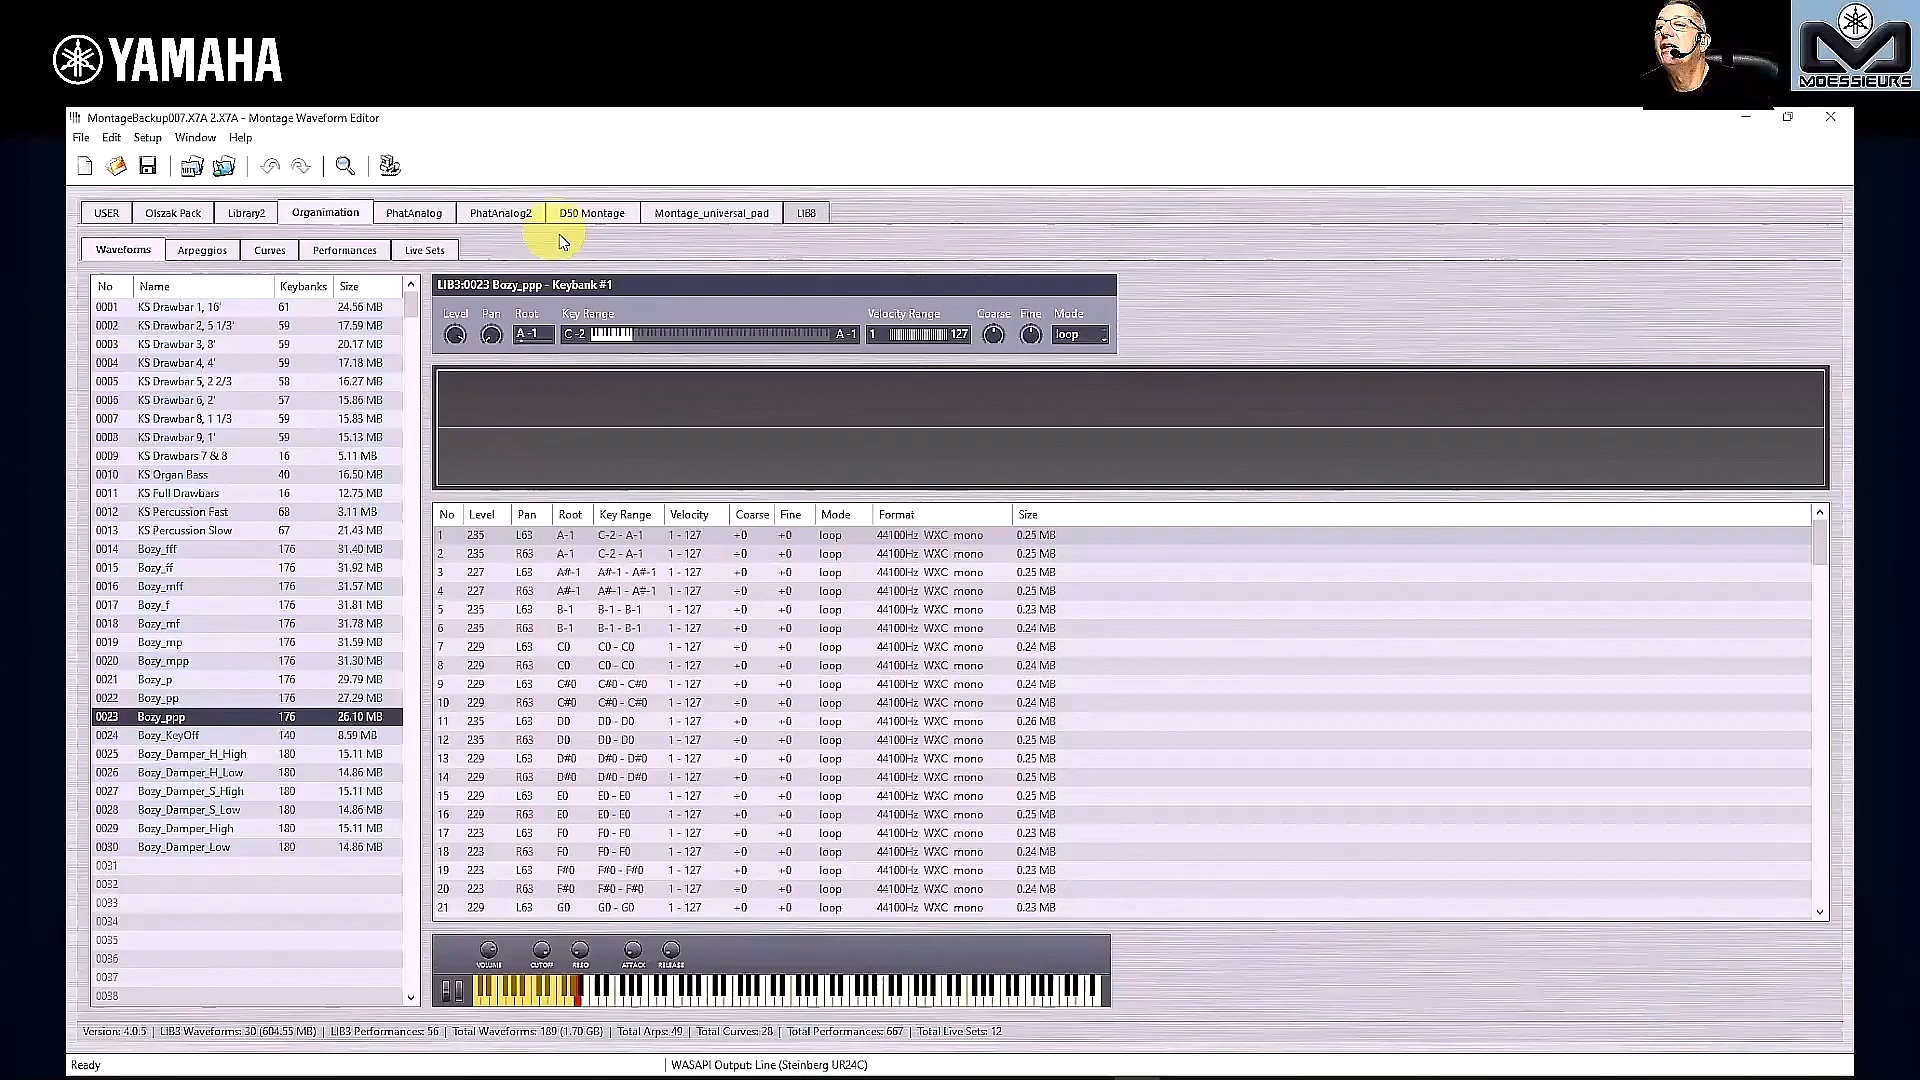 YAMAHA
MOESSIEURS
MontageBackup007.X7A 2.X7A - Montage Waveform Editor
File Edit Setup Window Help
USER Olszak Pack Library2 Organimation PhatAnalog PhatAnalog2 D50 Montage Montage_universal_pad LIB8
Waveforms Arpeggios Curves Performances Live Sets
No Name Keybanks Size
0001 KS Drawbar 1, 16' 61 24.56 MB
0002 KS Drawbar 2, 5 1/3' 59 17.59 MB
0003 KS Drawbar 3, 8' 59 20.17 MB
0004 KS Drawbar 4, 4' 59 17.18 MB
0005 KS Drawbar 5, 2 2/3 58 16.27 MB
0006 KS Drawbar 6, 2' 57 15.86 MB
0007 KS Drawbar 8, 1 1/3 59 15.83 MB
0008 KS Drawbar 9, 1' 59 15.13 MB
0009 KS Drawbars 7 & 8 16 5.11 MB
0010 KS Organ Bass 40 16.50 MB
0011 KS Full Drawbars 16 12.75 MB
0012 KS Percussion Fast 68 3.11 MB
0013 KS Percussion Slow 67 21.43 MB
0014 Bozy_fff 176 31.40 MB
0015 Bozy_ff 176 31.92 MB
0016 Bozy_mff 176 31.57 MB
0017 Bozy_f 176 31.81 MB
0018 Bozy_mf 176 31.78 MB
0019 Bozy_mp 176 31.59 MB
0020 Bozy_mpp 176 31.30 MB
0021 Bozy_p 176 29.79 MB
0022 Bozy_pp 176 27.29 MB
0023 Bozy_ppp 176 26.10 MB
0024 Bozy_KeyOff 140 8.59 MB
0025 Bozy_Damper_H_High 180 15.11 MB
0026 Bozy_Damper_H_Low 180 14.86 MB
0027 Bozy_Damper_S_High 180 15.11 MB
0028 Bozy_Damper_S_Low 180 14.86 MB
0029 Bozy_Damper_High 180 15.11 MB
0030 Bozy_Damper_Low 180 14.86 MB
0031
0032
0033
0034
0035
0036
0037
0038
LIB3:0023 Bozy_ppp - Keybank #1
Level Pan Root Key Range Velocity Range Coarse Fine Mode
A -1 C -2 A -1 1 127 loop
No Level Pan Root Key Range Velocity Coarse Fine Mode Format Size
1 235 L63 A-1 C-2 - A-1 1 - 127 +0 +0 loop 44100Hz WXC mono 0.25 MB
2 235 R63 A-1 C-2 - A-1 1 - 127 +0 +0 loop 44100Hz WXC mono 0.25 MB
3 227 L63 A#-1 A#-1 - A#-1 1 - 127 +0 +0 loop 44100Hz WXC mono 0.25 MB
4 227 R63 A#-1 A#-1 - A#-1 1 - 127 +0 +0 loop 44100Hz WXC mono 0.25 MB
5 235 L63 B-1 B-1 - B-1 1 - 127 +0 +0 loop 44100Hz WXC mono 0.23 MB
6 235 R63 B-1 B-1 - B-1 1 - 127 +0 +0 loop 44100Hz WXC mono 0.24 MB
7 229 L63 C0 C0 - C0 1 - 127 +0 +0 loop 44100Hz WXC mono 0.24 MB
8 229 R63 C0 C0 - C0 1 - 127 +0 +0 loop 44100Hz WXC mono 0.24 MB
9 229 L63 C#0 C#0 - C#0 1 - 127 +0 +0 loop 44100Hz WXC mono 0.24 MB
10 229 R63 C#0 C#0 - C#0 1 - 127 +0 +0 loop 44100Hz WXC mono 0.24 MB
11 235 L63 D0 D0 - D0 1 - 127 +0 +0 loop 44100Hz WXC mono 0.26 MB
12 235 R63 D0 D0 - D0 1 - 127 +0 +0 loop 44100Hz WXC mono 0.25 MB
13 229 L63 D#0 D#0 - D#0 1 - 127 +0 +0 loop 44100Hz WXC mono 0.25 MB
14 229 R63 D#0 D#0 - D#0 1 - 127 +0 +0 loop 44100Hz WXC mono 0.25 MB
15 229 L63 E0 E0 - E0 1 - 127 +0 +0 loop 44100Hz WXC mono 0.25 MB
16 229 R63 E0 E0 - E0 1 - 127 +0 +0 loop 44100Hz WXC mono 0.25 MB
17 223 L63 F0 F0 - F0 1 - 127 +0 +0 loop 44100Hz WXC mono 0.23 MB
18 223 R63 F0 F0 - F0 1 - 127 +0 +0 loop 44100Hz WXC mono 0.24 MB
19 223 L63 F#0 F#0 - F#0 1 - 127 +0 +0 loop 44100Hz WXC mono 0.23 MB
20 223 R63 F#0 F#0 - F#0 1 - 127 +0 +0 loop 44100Hz WXC mono 0.24 MB
21 229 L63 G0 G0 - G0 1 - 127 +0 +0 loop 44100Hz WXC mono 0.23 MB
VOLUME CUTOFF RESO ATTACK RELEASE
Version: 4.0.5 | LIB3 Waveforms: 30 (604.55 MB) | LIB3 Performances: 56 | Total Waveforms: 189 (1.70 GB) | Total Arps: 49 | Total Curves: 28 | Total Performances: 667 | Total Live Sets: 12
Ready WASAPI Output: Line (Steinberg UR24C)